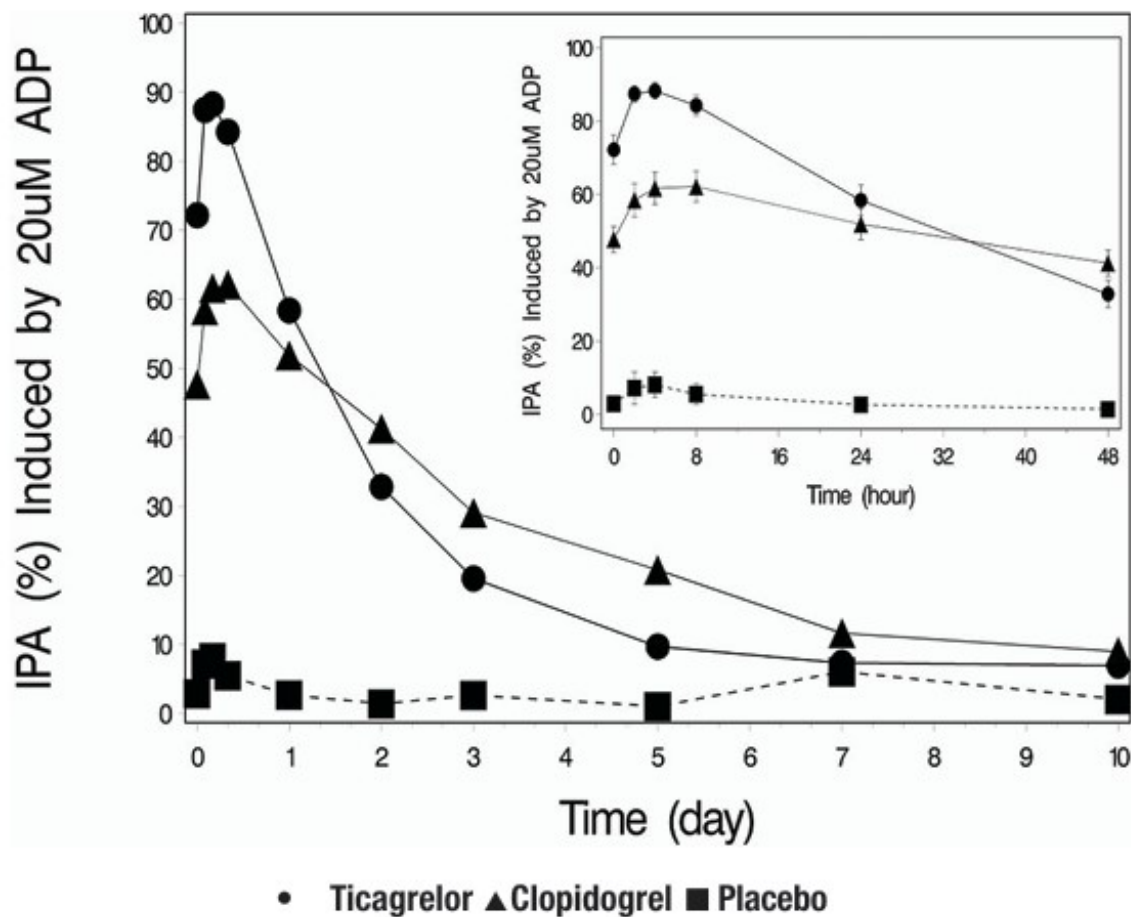 IPA (%) Induced by 20uM ADP
100
90
80
70
60
50
40
30
20
10
0
0 1 2 3 4 5 6 7 8 9 10
Time (day)
IPA (%) Induced by 20uM ADP
100
80
60
40
20
0
0 8 16 24 32 40 48
Time (hour)
Ticagrelor Clopidogrel Placebo